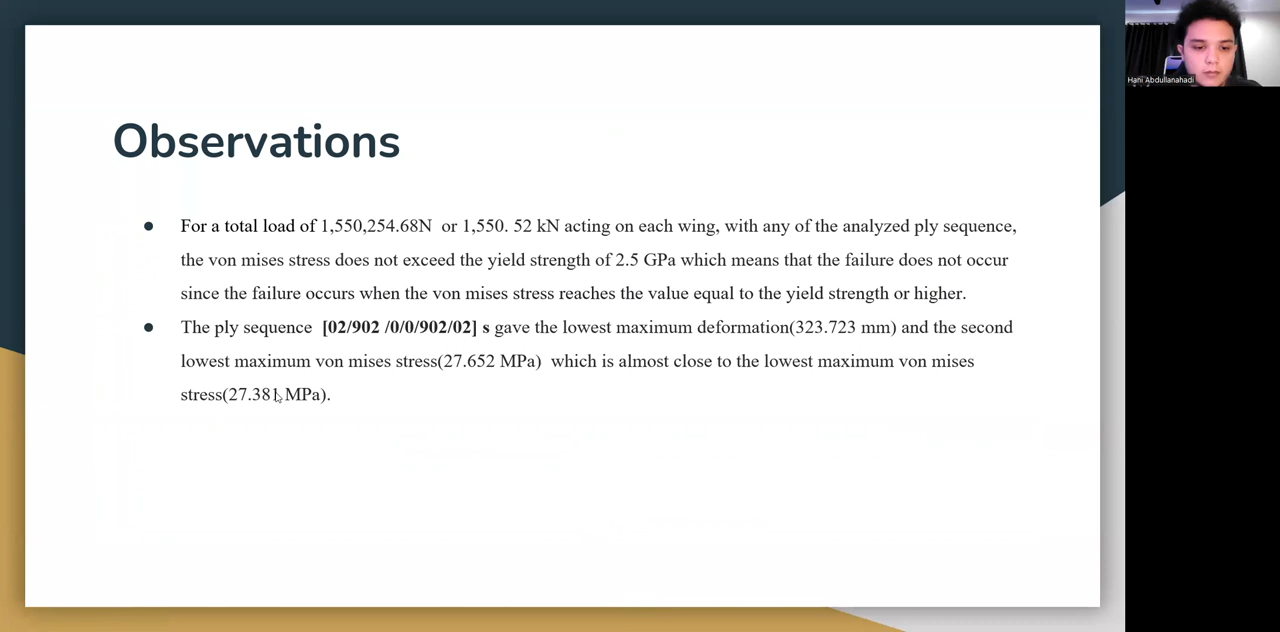 Observations
● For a total load of 1,550,254.68N or 1,550. 52 kN acting on each wing, with any of the analyzed ply sequence,
the von mises stress does not exceed the yield strength of 2.5 GPa which means that the failure does not occur
since the failure occurs when the von mises stress reaches the value equal to the yield strength or higher.
● The ply sequence [02/902 /0/0/902/02] s gave the lowest maximum deformation(323.723 mm) and the second
lowest maximum von mises stress(27.652 MPa) which is almost close to the lowest maximum von mises
stress(27.381 MPa).
Hani Abdullanahadi